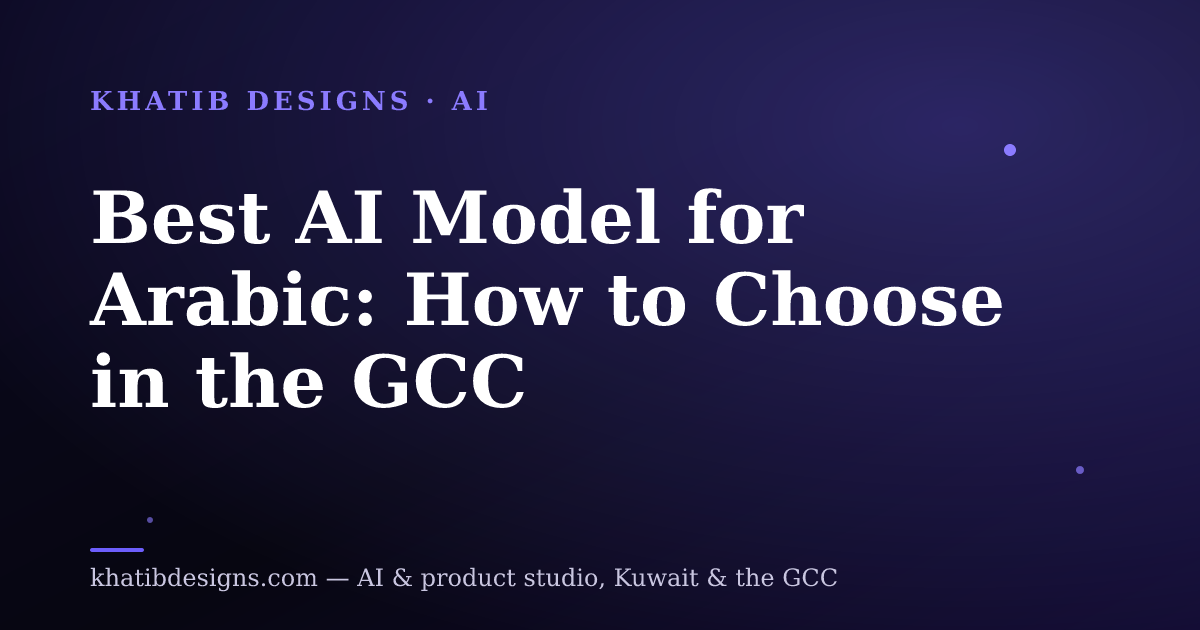 KHATIB DESIGNS · AI
Best AI Model for
Arabic: How to Choose
in the GCC
khatibdesigns.com — AI & product studio, Kuwait & the GCC